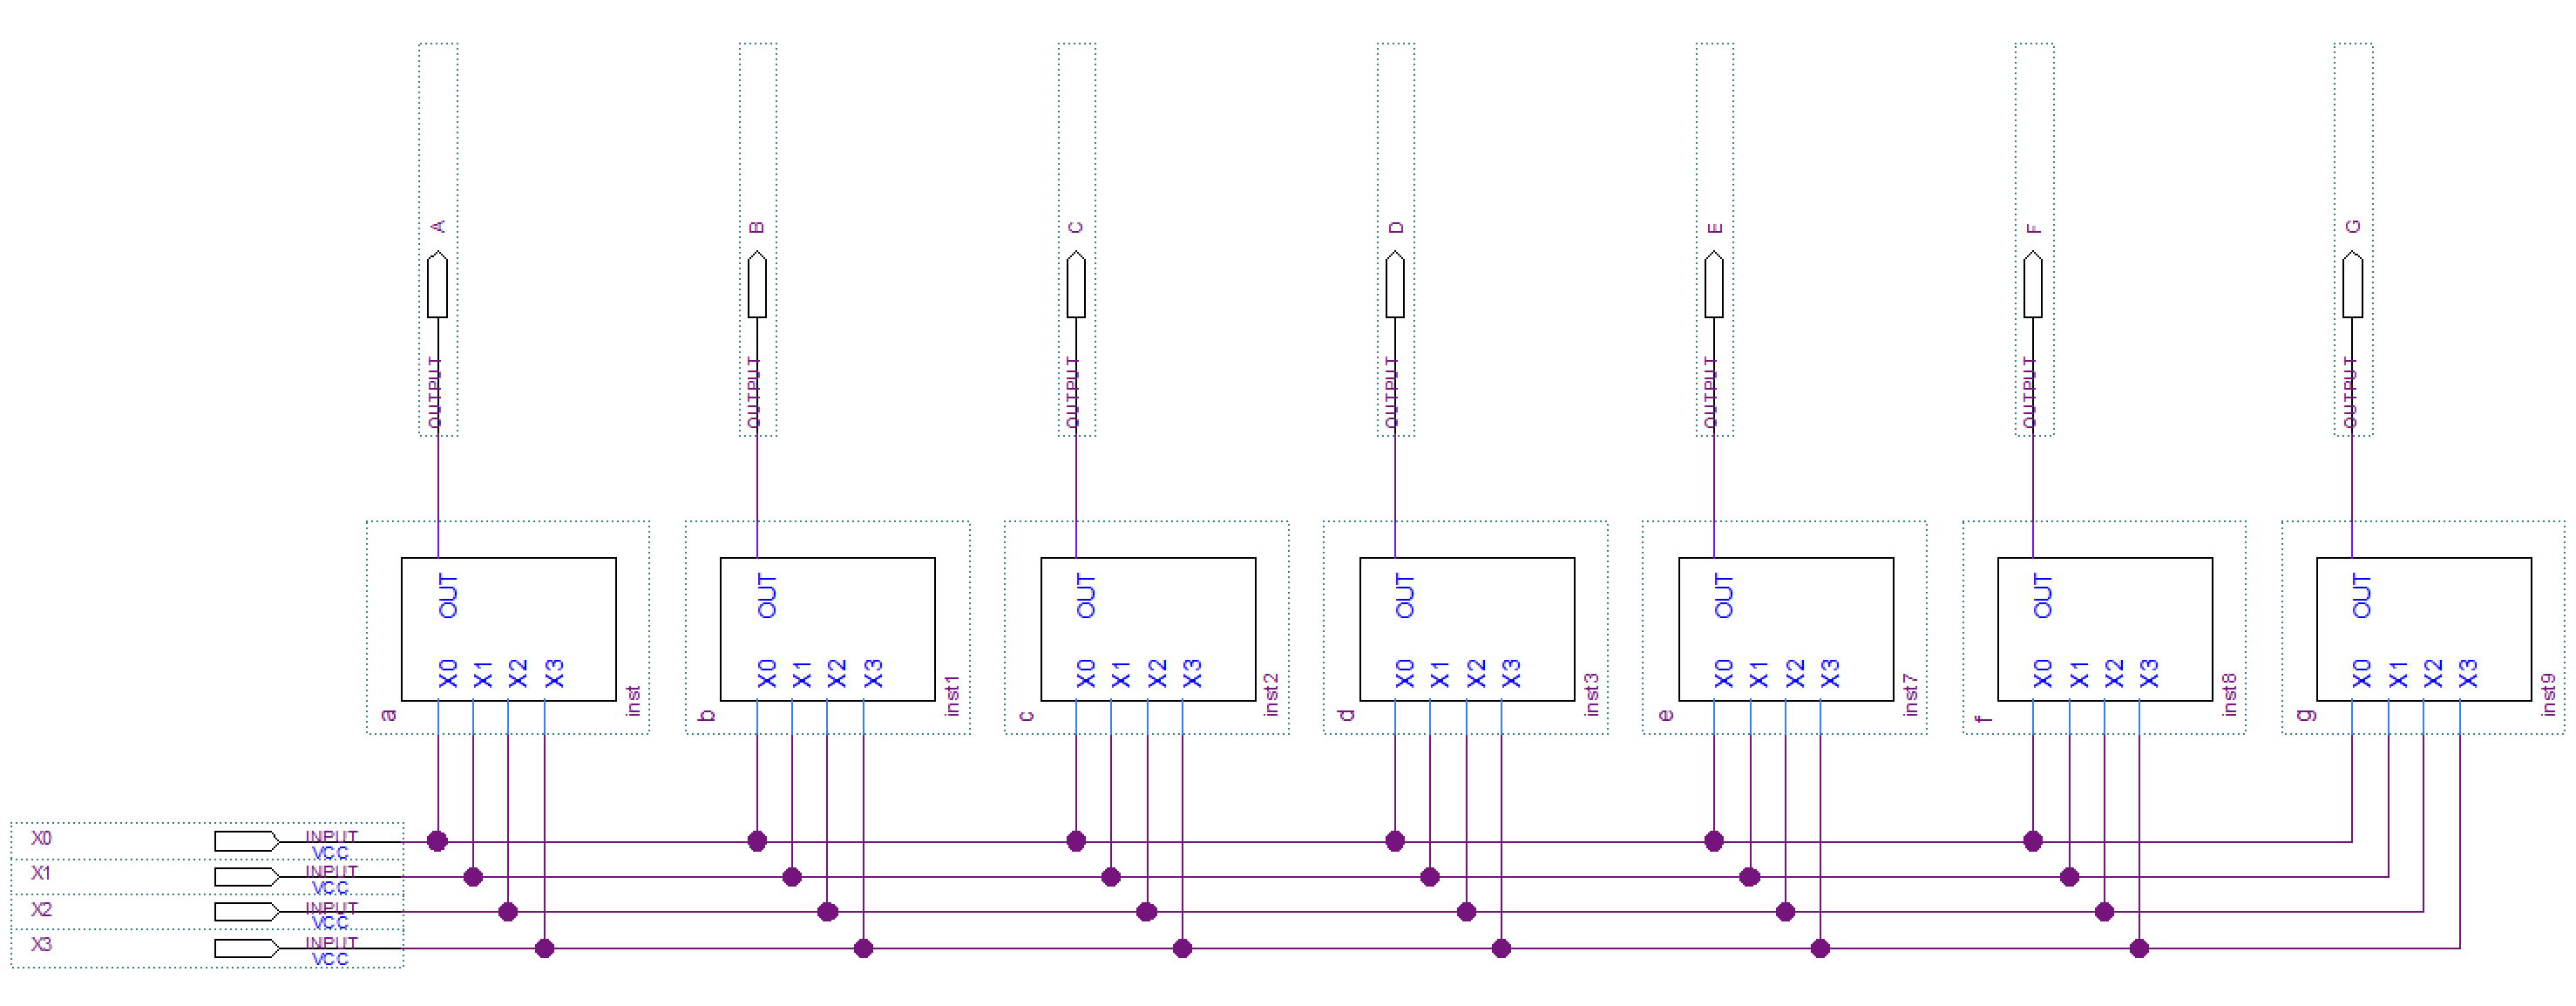 A B C D E F G
OUTPUT OUTPUT OUTPUT OUTPUT OUTPUT OUTPUT OUTPUT
OUT OUT OUT OUT OUT OUT OUT
X0 X1 X2 X3 X0 X1 X2 X3 X0 X1 X2 X3 X0 X1 X2 X3 X0 X1 X2 X3 X0 X1 X2 X3 X0 X1 X2 X3
a inst b inst1 c inst2 d inst3 e inst7 f inst8 g inst9
X0 INPUT
VCC
X1 INPUT
VCC
X2 INPUT
VCC
X3 INPUT
VCC